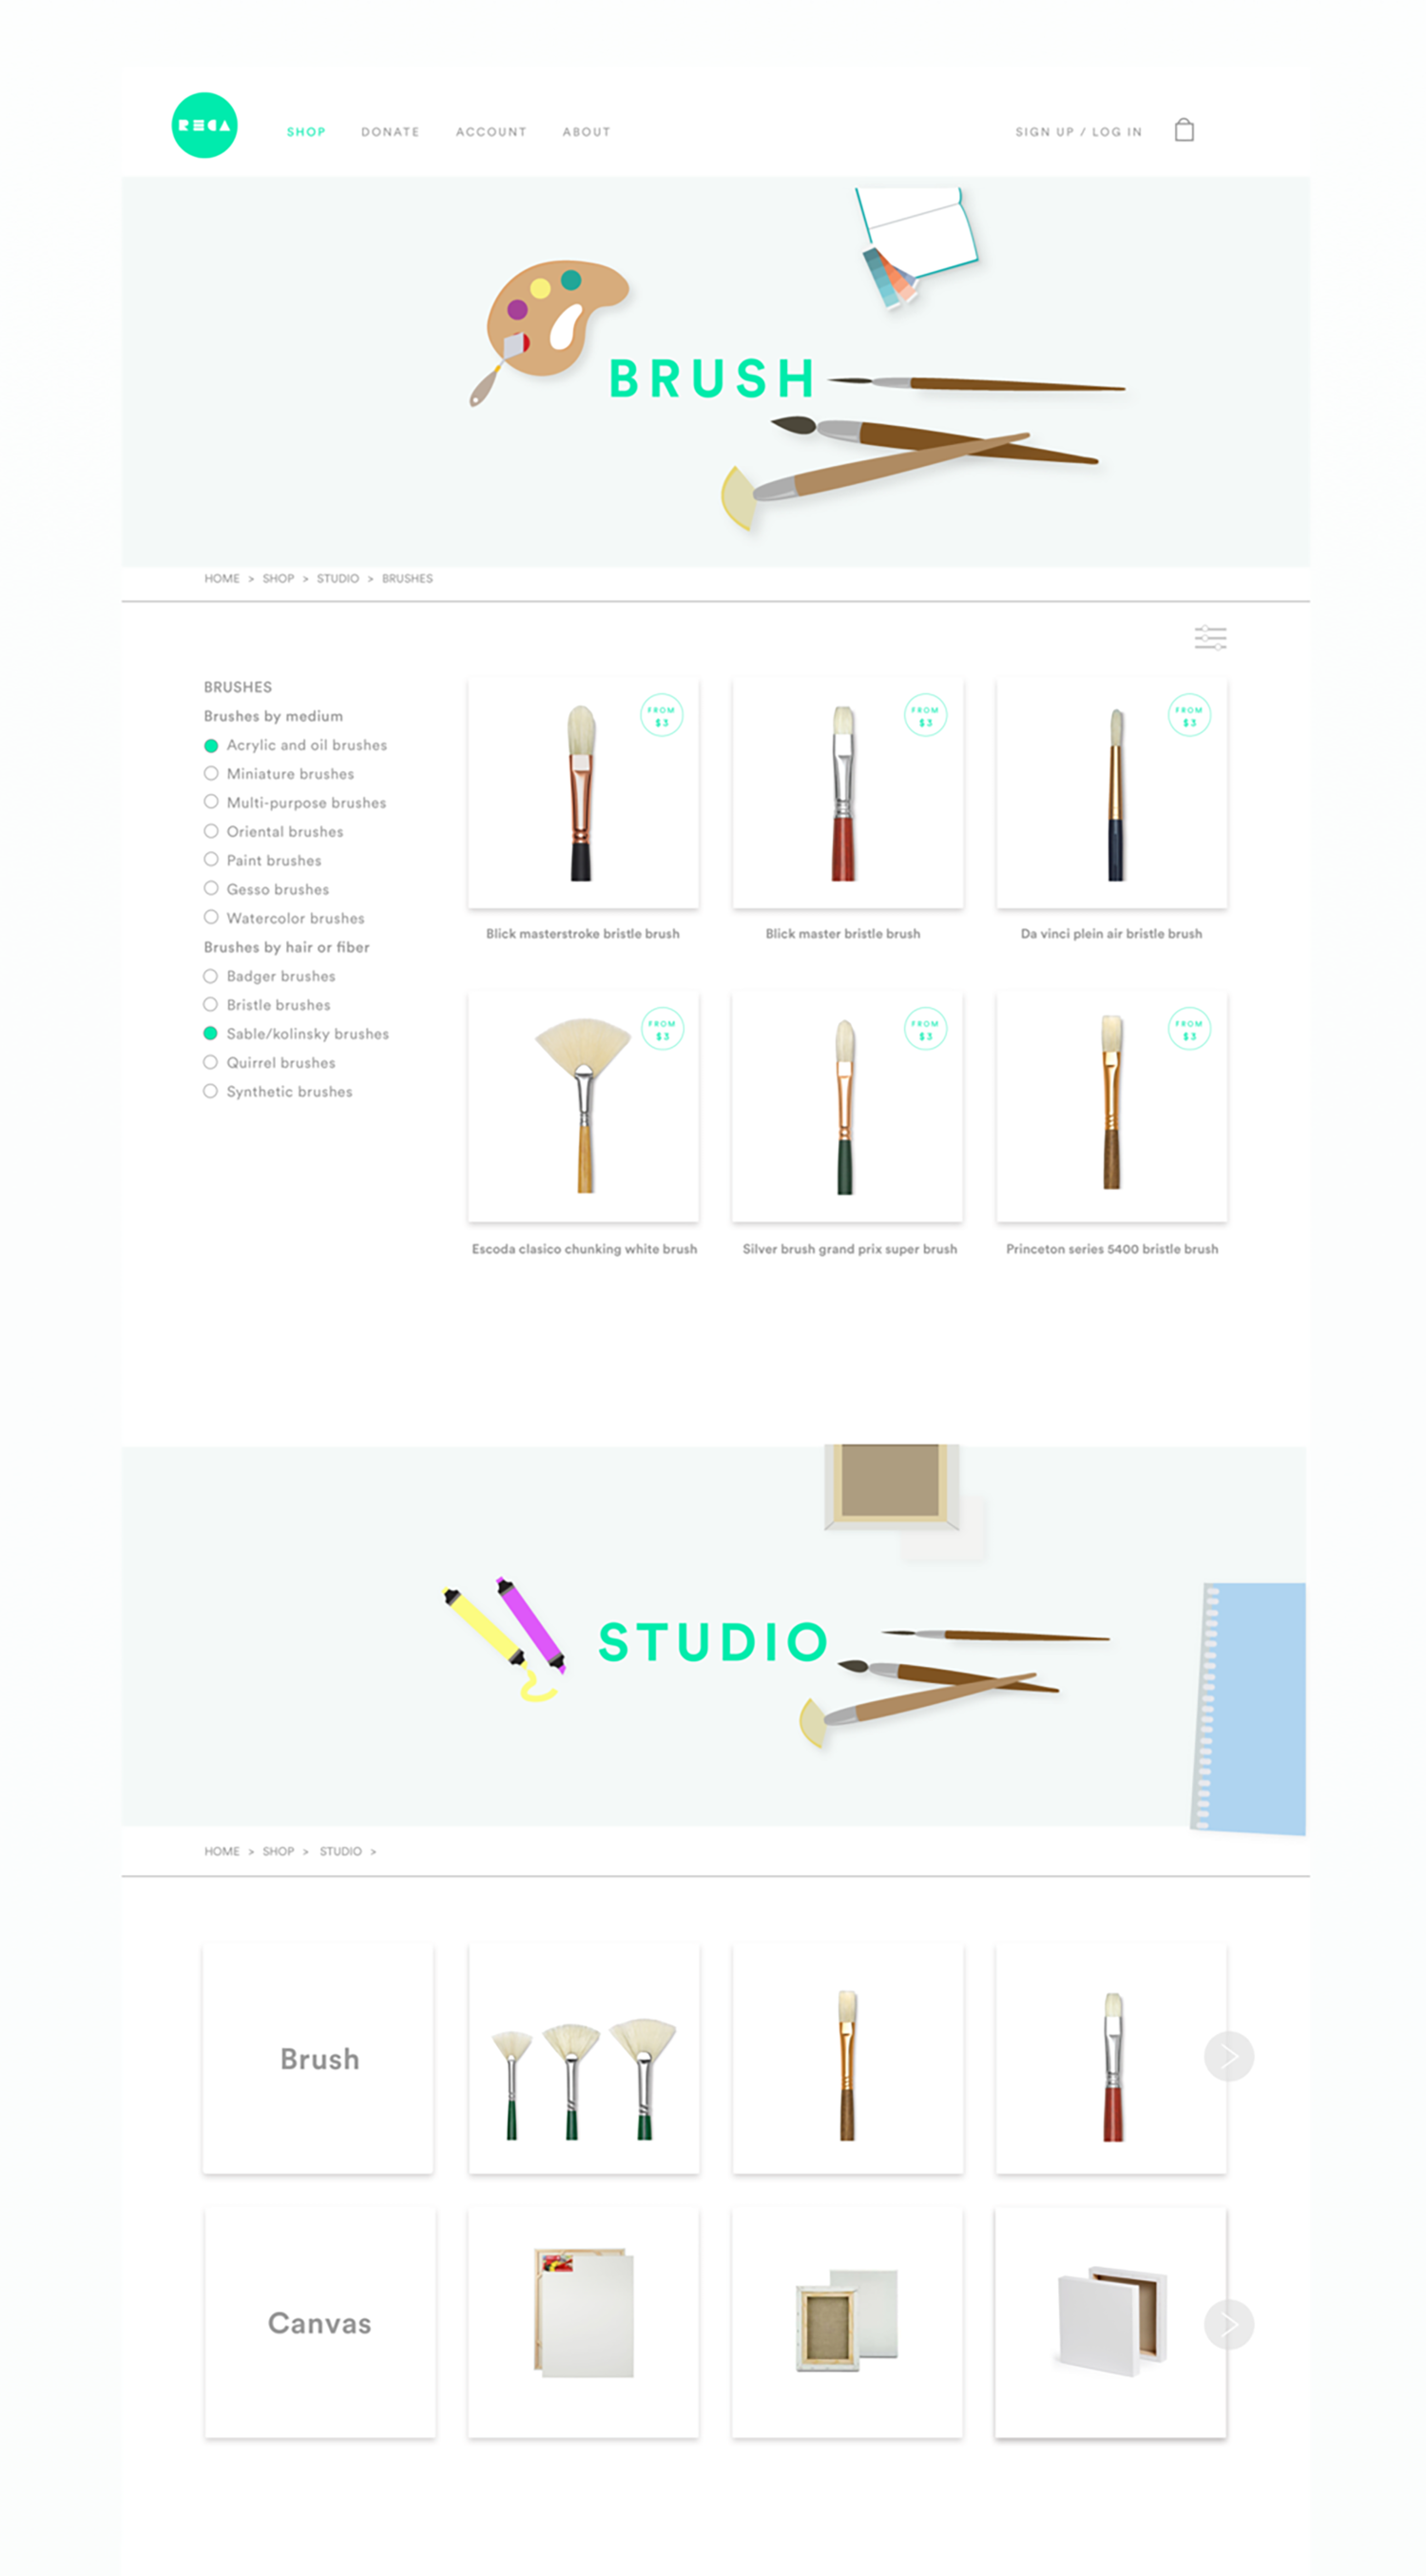 RECA
SHOP DONATE ACCOUNT ABOUT SIGN UP / LOG IN
BRUSH
HOME > SHOP > STUDIO > BRUSHES
BRUSHES
Brushes by medium
Acrylic and oil brushes
Miniature brushes
Multi-purpose brushes
Oriental brushes
Paint brushes
Gesso brushes
Watercolor brushes
Brushes by hair or fiber
Badger brushes
Bristle brushes
Sable/kolinsky brushes
Quirrel brushes
Synthetic brushes
FROM
$3
FROM
$3
FROM
$3
Blick masterstroke bristle brush
Blick master bristle brush
Da vinci plein air bristle brush
FROM
$3
FROM
$3
FROM
$3
Escoda clasico chunking white brush
Silver brush grand prix super brush
Princeton series 5400 bristle brush
STUDIO
HOME > SHOP > STUDIO >
Brush
Canvas